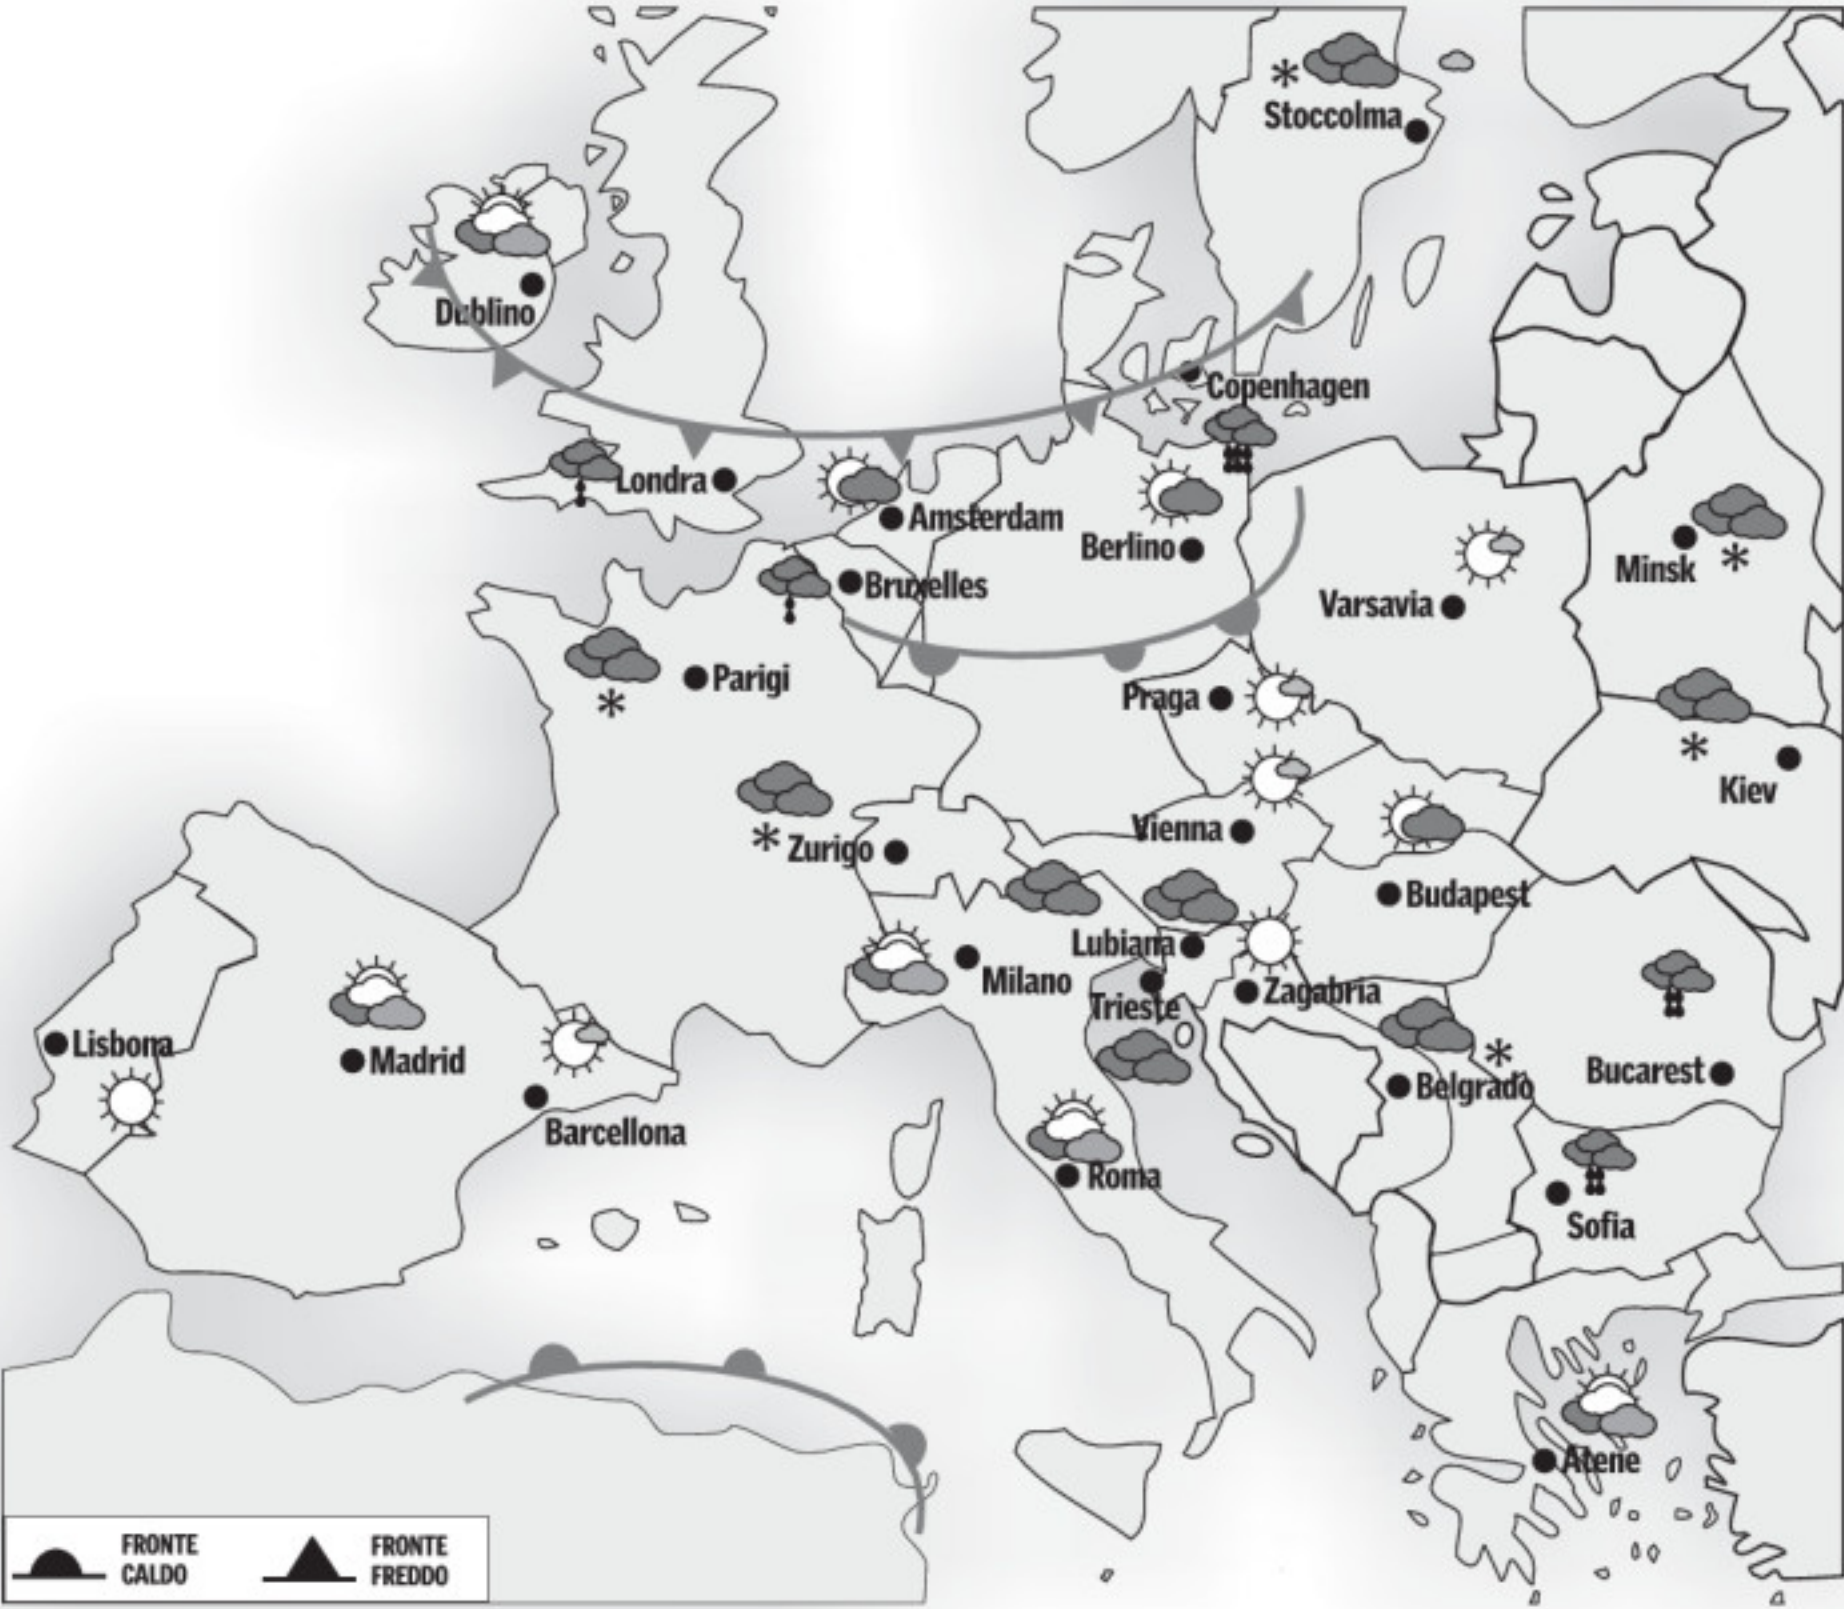 Stoccolma
Dublino
Copenhagen
Londra
Amsterdam
Berlino
Bruxelles
Minsk
Varsavia
Parigi
Praga
Kiev
Vienna
Zurigo
Budapest
Lubiana
Milano
Zagabria
Trieste
Lisbona
Madrid
Bucarest
Belgrado
Barcellona
Roma
Sofia
Atene
FRONTE
CALDO
FRONTE
FREDDO